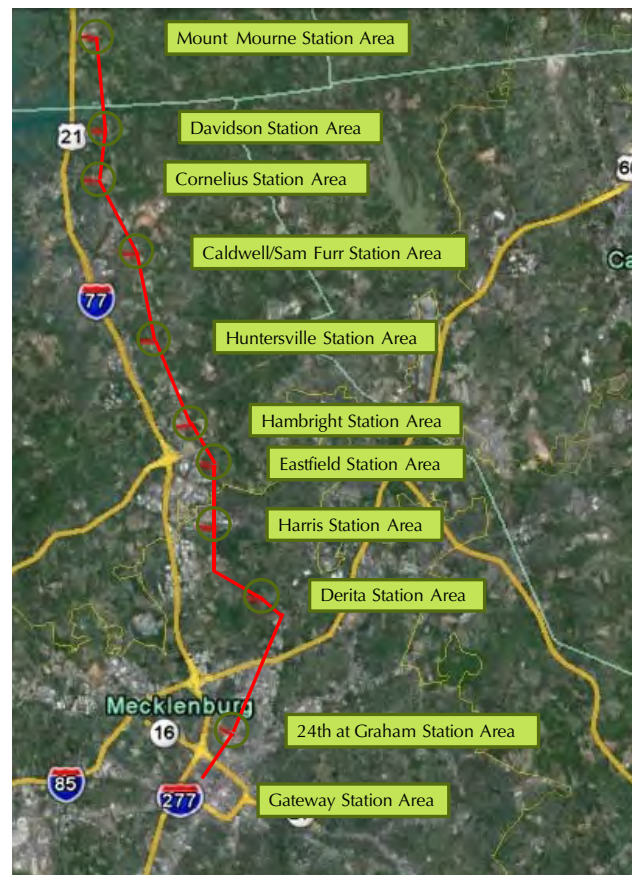 Mount Mourne Station Area
Davidson Station Area
21
Cornelius Station Area
60
Caldwell/Sam Furr Station Area
Ca
77
Huntersville Station Area
Hambright Station Area
Eastfield Station Area
Harris Station Area
Derita Station Area
Mecklenburg
16
24th at Graham Station Area
85
277
Gateway Station Area